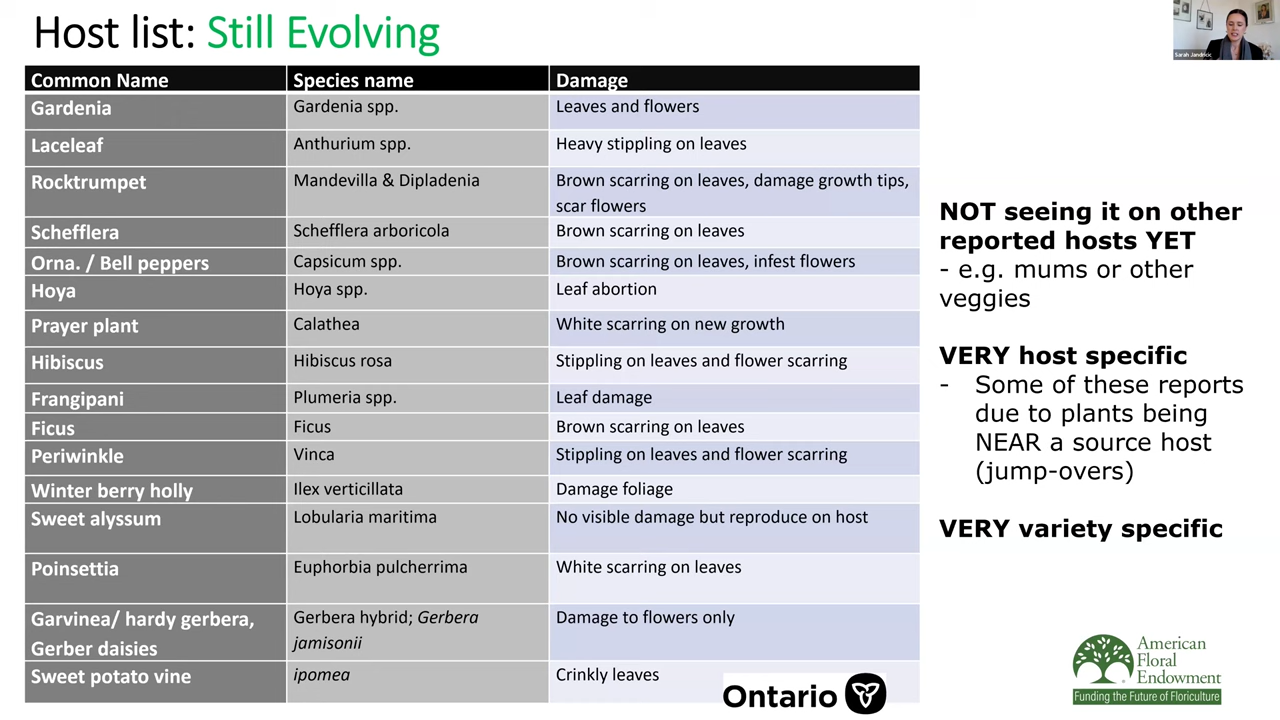 Host list: Still Evolving
Sarah Jandricic
Common Name Species name Damage
Gardenia Gardenia spp. Leaves and flowers
Laceleaf Anthurium spp. Heavy stippling on leaves
Rocktrumpet Mandevilla & Dipladenia Brown scarring on leaves, damage growth tips,
scar flowers
Schefflera Schefflera arboricola Brown scarring on leaves
Orna. / Bell peppers Capsicum spp. Brown scarring on leaves, infest flowers
Hoya Hoya spp. Leaf abortion
Prayer plant Calathea White scarring on new growth
Hibiscus Hibiscus rosa Stippling on leaves and flower scarring
Frangipani Plumeria spp. Leaf damage
Ficus Ficus Brown scarring on leaves
Periwinkle Vinca Stippling on leaves and flower scarring
Winter berry holly Ilex verticillata Damage foliage
Sweet alyssum Lobularia maritima No visible damage but reproduce on host
Poinsettia Euphorbia pulcherrima White scarring on leaves
Garvinea/ hardy gerbera, Gerbera hybrid; Gerbera Damage to flowers only
Gerber daisies jamisonii
Sweet potato vine ipomea Crinkly leaves
NOT seeing it on other
reported hosts YET
- e.g. mums or other
veggies
VERY host specific
- Some of these reports
due to plants being
NEAR a source host
(jump-overs)
VERY variety specific
Ontario
American
Floral
Endowment
Funding the Future of Floriculture